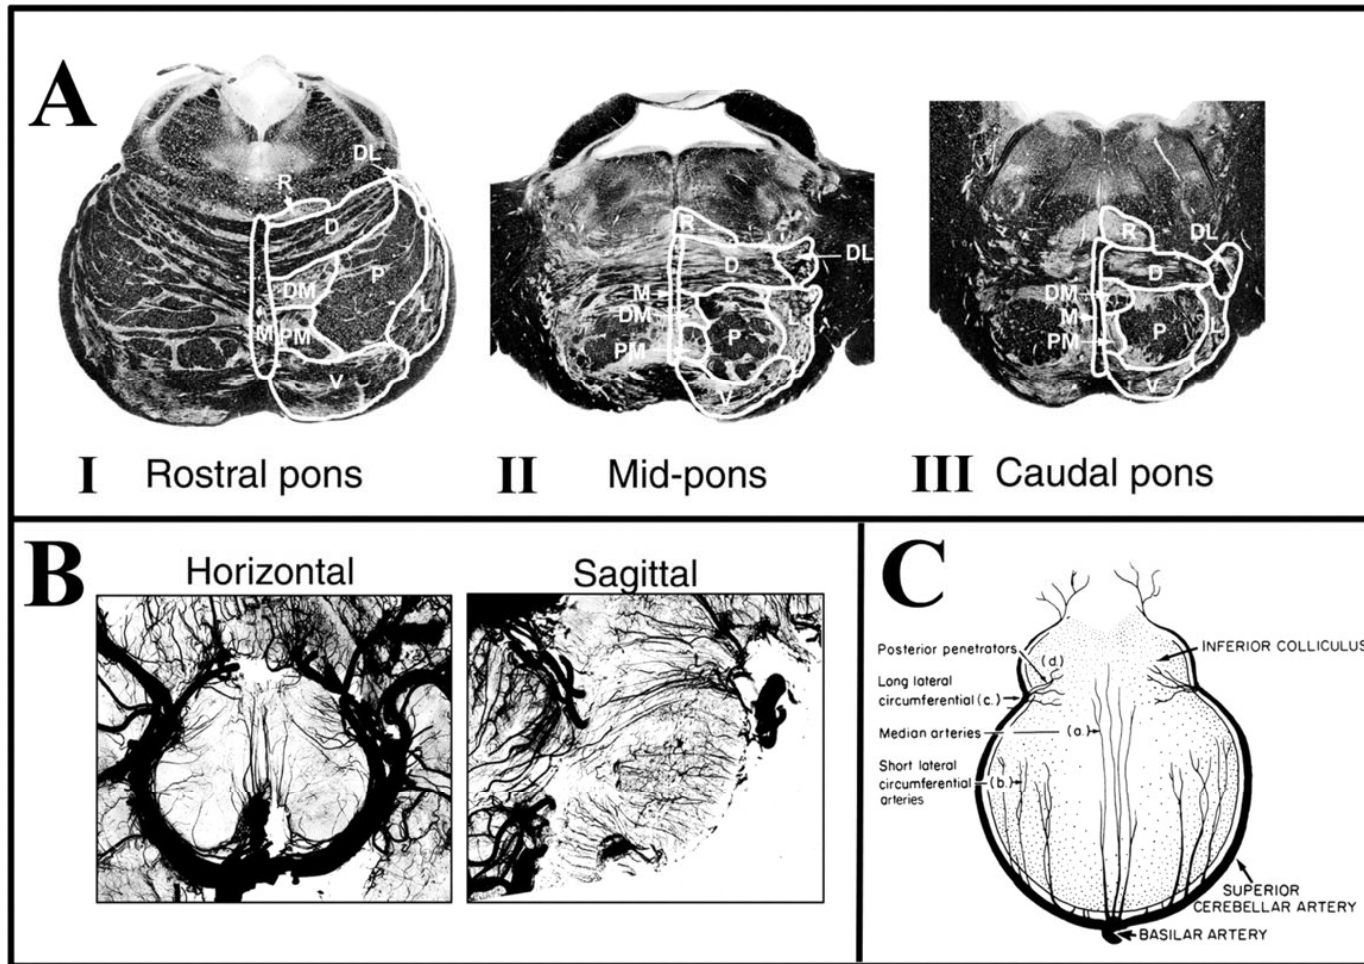 A
DL
R
D
P
DM
L
M
PM
V
I Rostral pons
R
DL
D
M
DM
L
P
PM
V
II Mid-pons
R
DL
D
DM
M
P
L
PM
V
III Caudal pons
B
Horizontal
Sagittal
C
Posterior penetrators
(d.)
INFERIOR COLLICULUS
Long lateral
circumferential (c.)
Median arteries
(a.)
Short lateral
circumferential
arteries
(b.)
SUPERIOR
CEREBELLAR ARTERY
BASILAR ARTERY